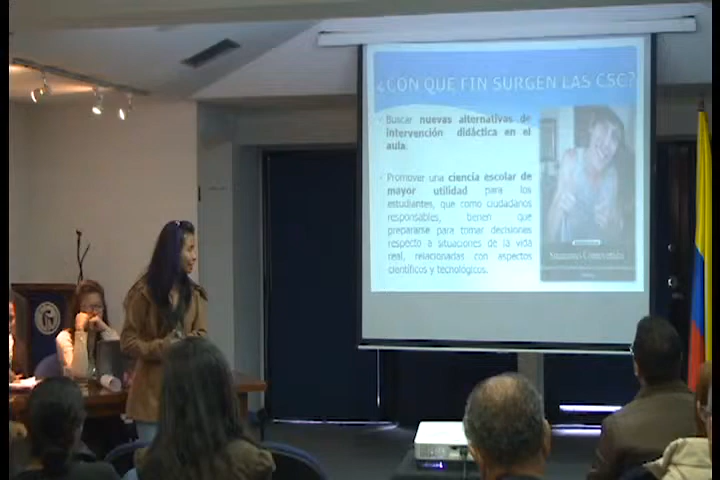 ¿CON QUE FIN SURGEN LAS CSC?
Buscar nuevas alternativas de
intervención didáctica en el
aula.
Promover una ciencia escolar de
mayor utilidad para los
estudiantes, que como ciudadanos
responsables, tienen que
prepararse para tomar decisiones
respecto a situaciones de la vida
real, relacionadas con aspectos
científicos y tecnológicos.